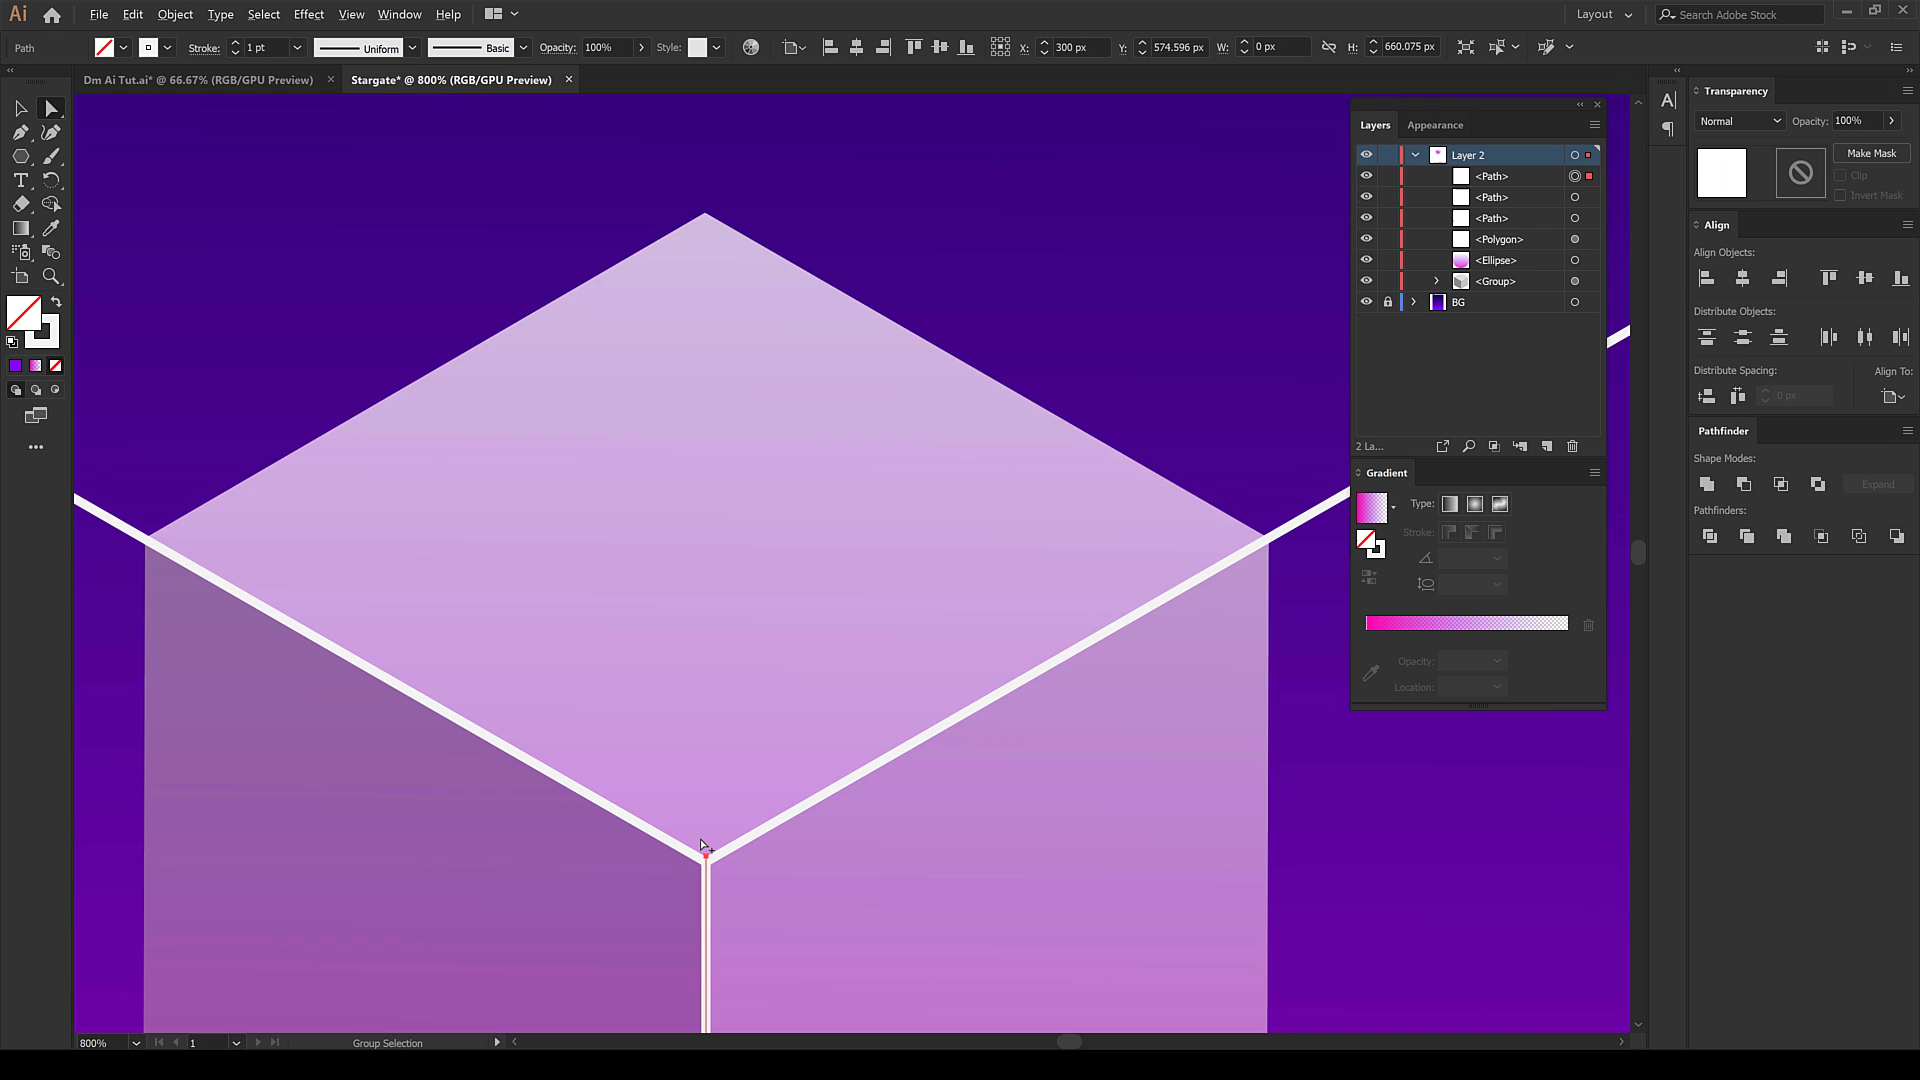 Ai File Edit Object Type Select Effect View Window Help Layout Search Adobe Stock
Path Stroke: 1 pt Uniform Basic Opacity: 100% Style: X: 300 px Y: 574.596 px W: 0 px H: 660.075 px
Dm Ai Tut.ai* @ 66.67% (RGB/GPU Preview) Stargate* @ 800% (RGB/GPU Preview)
Layers Appearance
Layer 2
<Path>
<Path>
<Path>
<Polygon>
<Ellipse>
<Group>
BG
2 La...
Gradient
Type:
Stroke:
Opacity:
Location:
Transparency
Normal Opacity: 100%
Make Mask
Clip
Invert Mask
Align
Align Objects:
Distribute Objects:
Distribute Spacing: Align To:
0 px
Pathfinder
Shape Modes:
Expand
Pathfinders:
800% 1 Group Selection